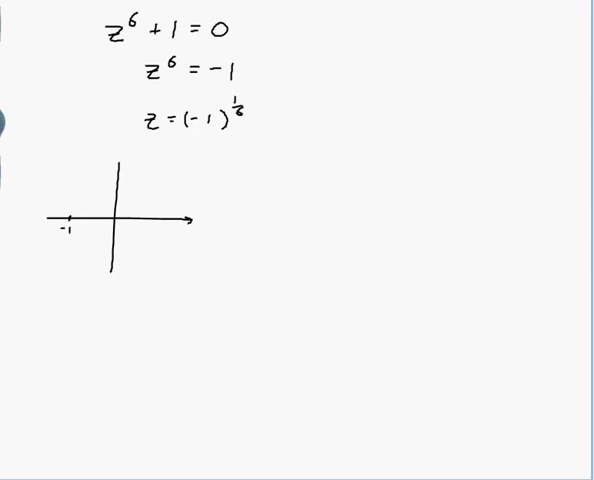 z^6 + 1 = 0
z^6 = -1
z = (-1)^{1/6}
-1